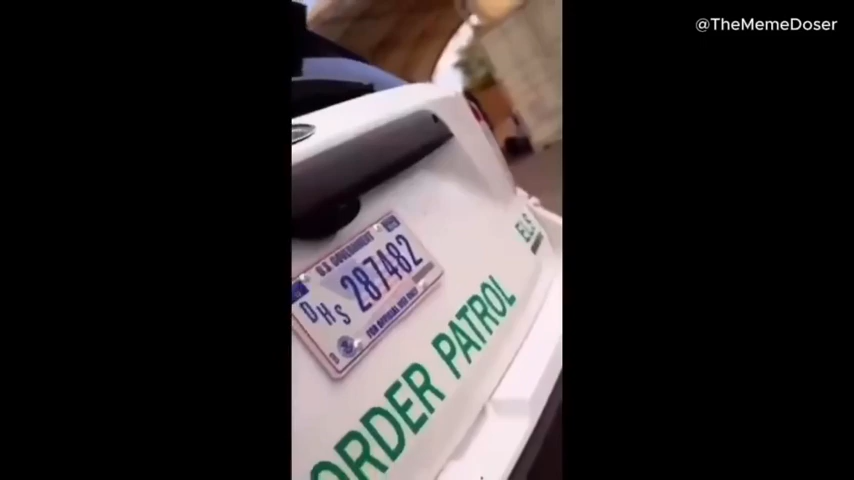 @TheMemeDoser
U.S. GOVERNMENT
DHS 287482
FOR OFFICIAL USE ONLY
ORDER PATROL